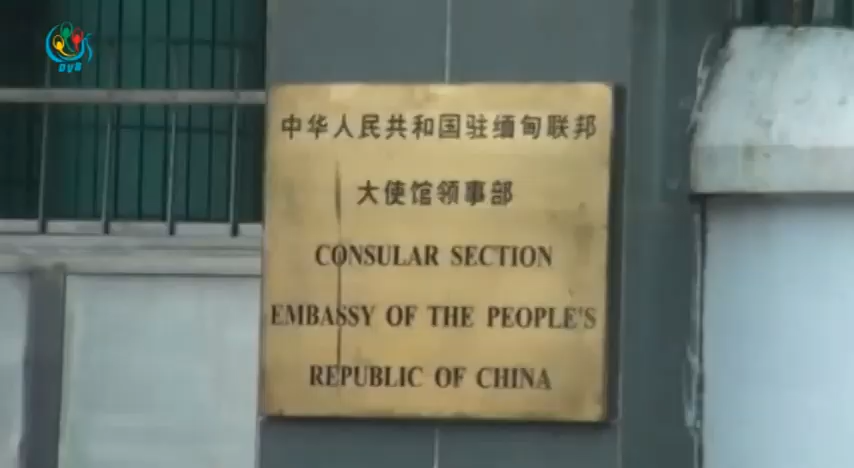 DVB
中华人民共和国驻缅甸联邦
大使馆领事部
CONSULAR SECTION
EMBASSY OF THE PEOPLE'S
REPUBLIC OF CHINA